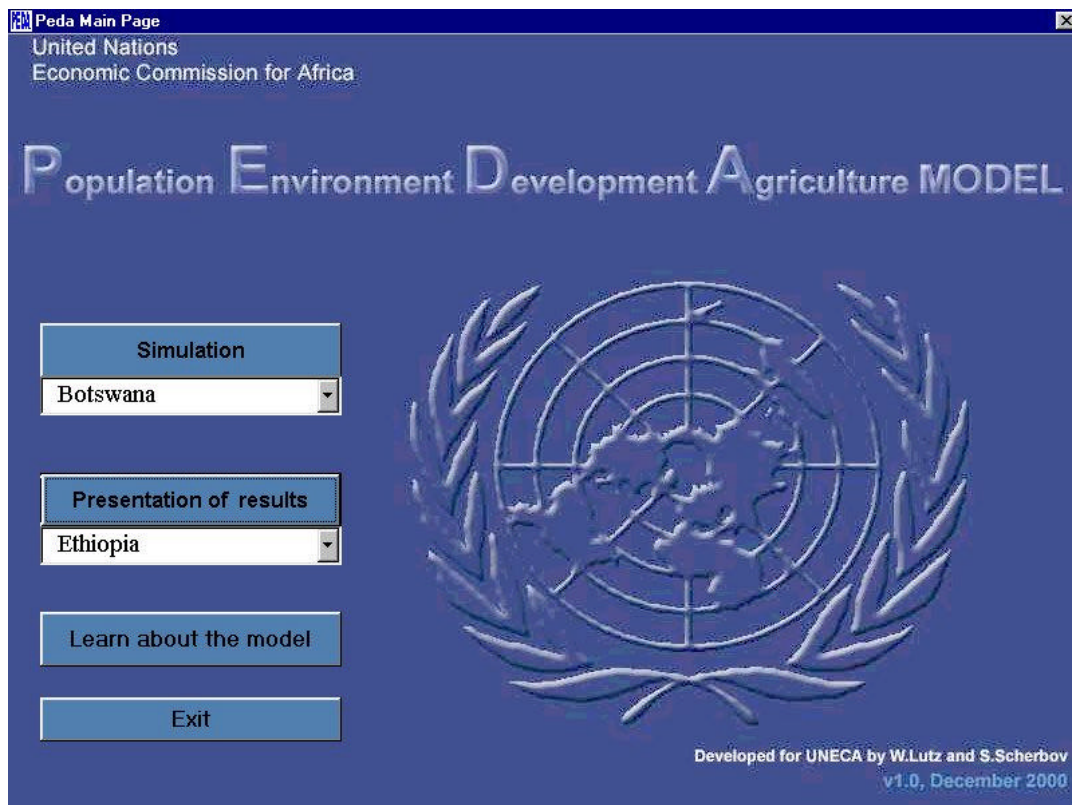 Peda Main Page
United Nations
Economic Commission for Africa
Population Environment Development Agriculture MODEL
Simulation
Botswana
Presentation of results
Ethiopia
Learn about the model
Exit
Developed for UNECA by W.Lutz and S.Scherbov
v1.0, December 2000